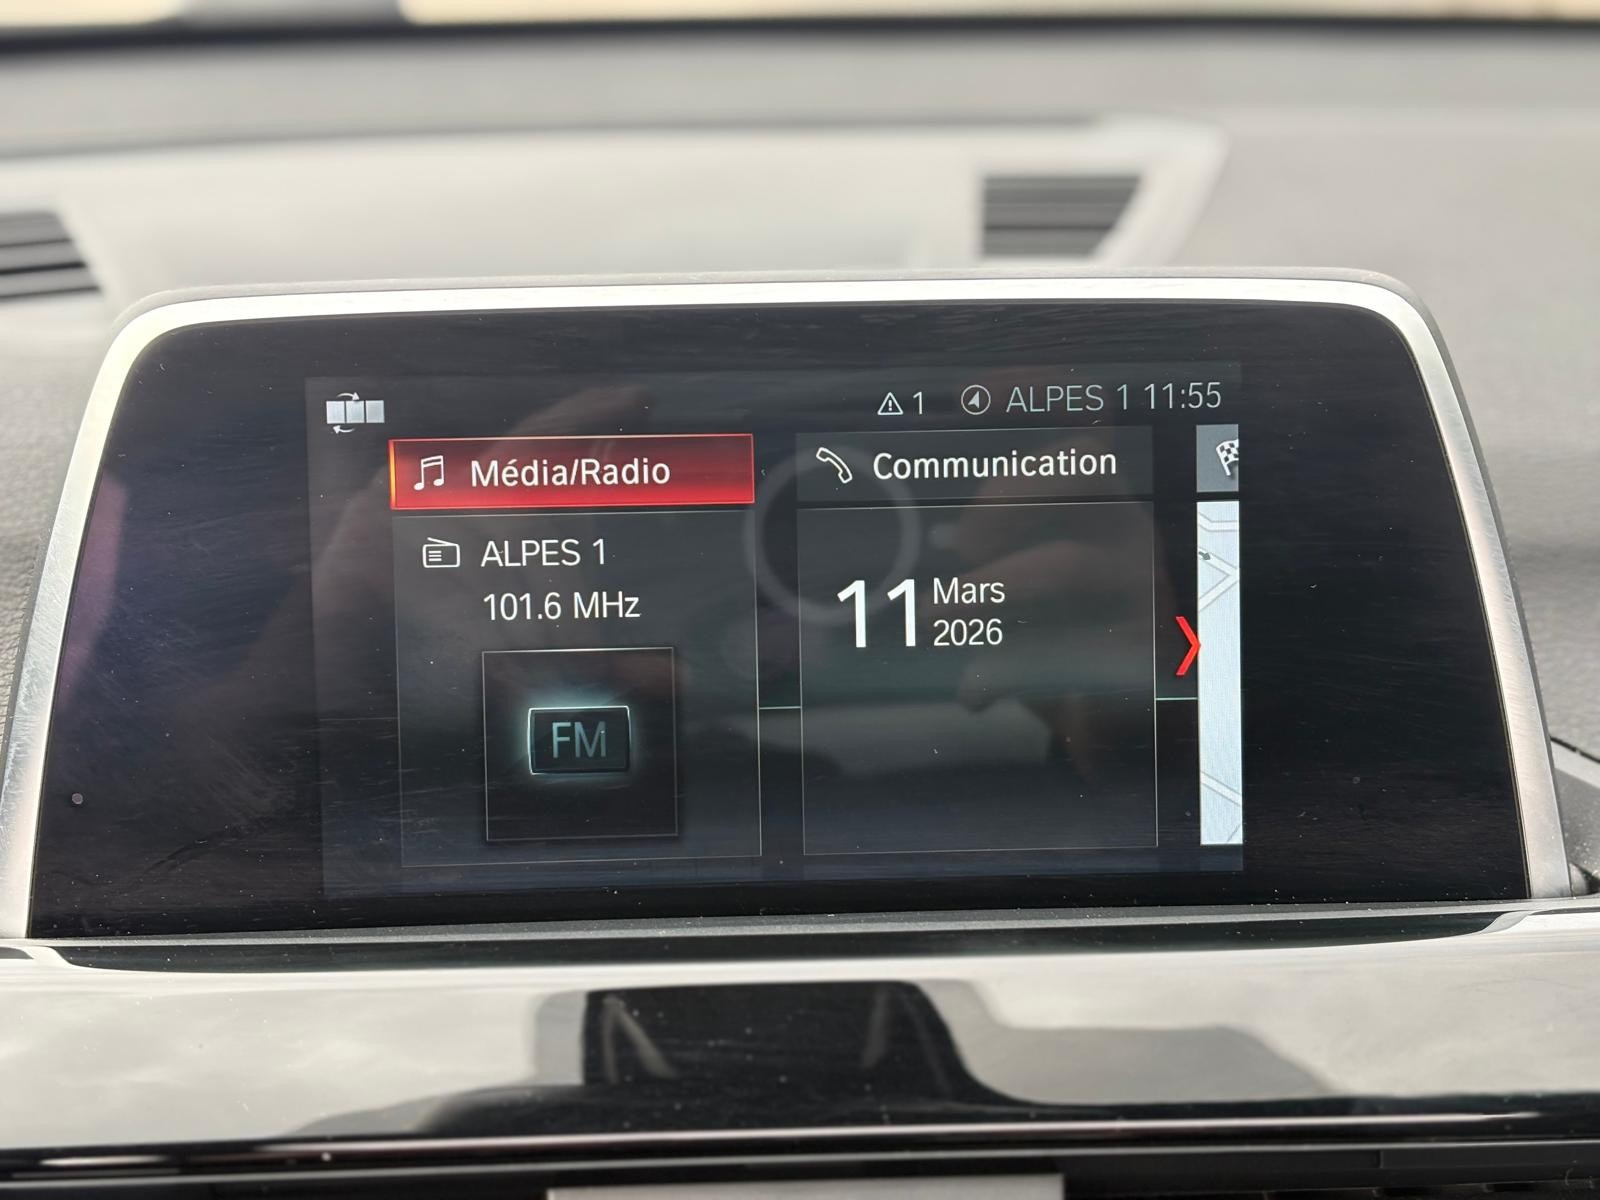 1 ALPES 1 11:55
Média/Radio
Communication
ALPES 1
101.6 MHz
FM
11 Mars
2026